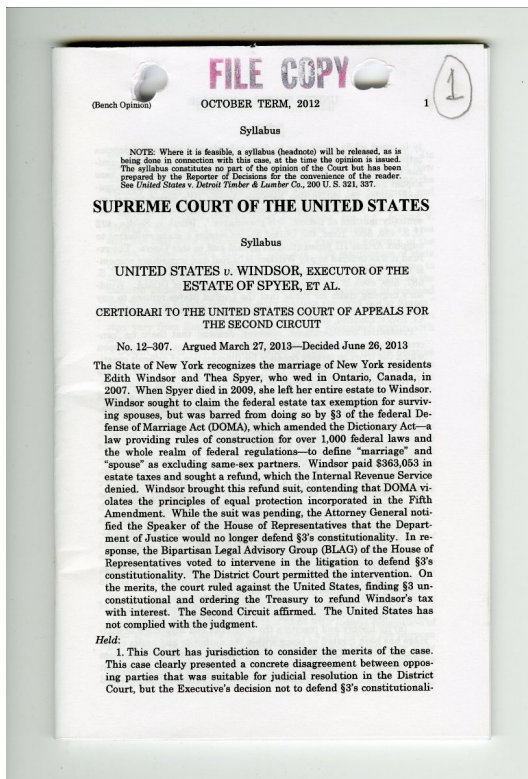 FILE COPY
(Bench Opinion) OCTOBER TERM, 2012 1 1
Syllabus
NOTE: Where it is feasible, a syllabus (headnote) will be released, as is
being done in connection with this case, at the time the opinion is issued.
The syllabus constitutes no part of the opinion of the Court but has been
prepared by the Reporter of Decisions for the convenience of the reader.
See United States v. Detroit Timber & Lumber Co., 200 U. S. 321, 337.
SUPREME COURT OF THE UNITED STATES
Syllabus
UNITED STATES v. WINDSOR, EXECUTOR OF THE
ESTATE OF SPYER, ET AL.
CERTIORARI TO THE UNITED STATES COURT OF APPEALS FOR
THE SECOND CIRCUIT
No. 12–307. Argued March 27, 2013—Decided June 26, 2013
The State of New York recognizes the marriage of New York residents
Edith Windsor and Thea Spyer, who wed in Ontario, Canada, in
2007. When Spyer died in 2009, she left her entire estate to Windsor.
Windsor sought to claim the federal estate tax exemption for surviv-
ing spouses, but was barred from doing so by §3 of the federal De-
fense of Marriage Act (DOMA), which amended the Dictionary Act—a
law providing rules of construction for over 1,000 federal laws and
the whole realm of federal regulations—to define “marriage” and
“spouse” as excluding same-sex partners. Windsor paid $363,053 in
estate taxes and sought a refund, which the Internal Revenue Service
denied. Windsor brought this refund suit, contending that DOMA vi-
olates the principles of equal protection incorporated in the Fifth
Amendment. While the suit was pending, the Attorney General noti-
fied the Speaker of the House of Representatives that the Depart-
ment of Justice would no longer defend §3’s constitutionality. In re-
sponse, the Bipartisan Legal Advisory Group (BLAG) of the House of
Representatives voted to intervene in the litigation to defend §3’s
constitutionality. The District Court permitted the intervention. On
the merits, the court ruled against the United States, finding §3 un-
constitutional and ordering the Treasury to refund Windsor’s tax
with interest. The Second Circuit affirmed. The United States has
not complied with the judgment.
Held:
1. This Court has jurisdiction to consider the merits of the case.
This case clearly presented a concrete disagreement between oppos-
ing parties that was suitable for judicial resolution in the District
Court, but the Executive’s decision not to defend §3’s constitutionali-